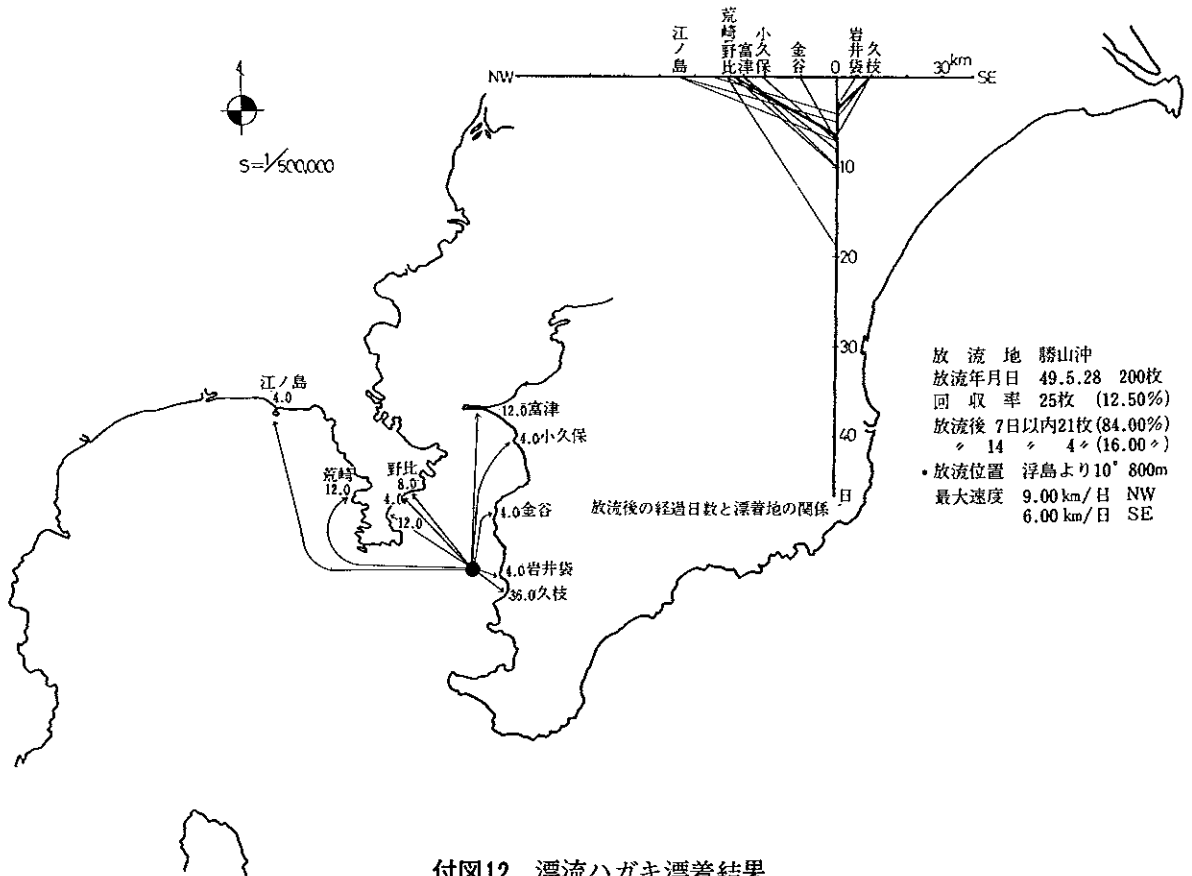 江ノ島
荒崎
野比
富津
小久保
金谷
0
岩井袋
久枝
30km
NW
SE
S=1/500,000
10
20
30
40
日
放流後の経過日数と漂着地の関係
江ノ島
4.0
荒崎
12.0
野比
8.0
4.0
12.0
12.0富津
4.0小久保
4.0金谷
4.0岩井袋
36.0久枝
放流地 勝山沖
放流年月日 49.5.28 200枚
回収率 25枚 (12.50%)
放流後 7日以内21枚(84.00%)
〃 14 〃 4〃(16.00〃)
・放流位置 浮島より10° 800m
最大速度 9.00km/日 NW
6.00km/日 SE
付図12 漂流ハガキ漂着結果